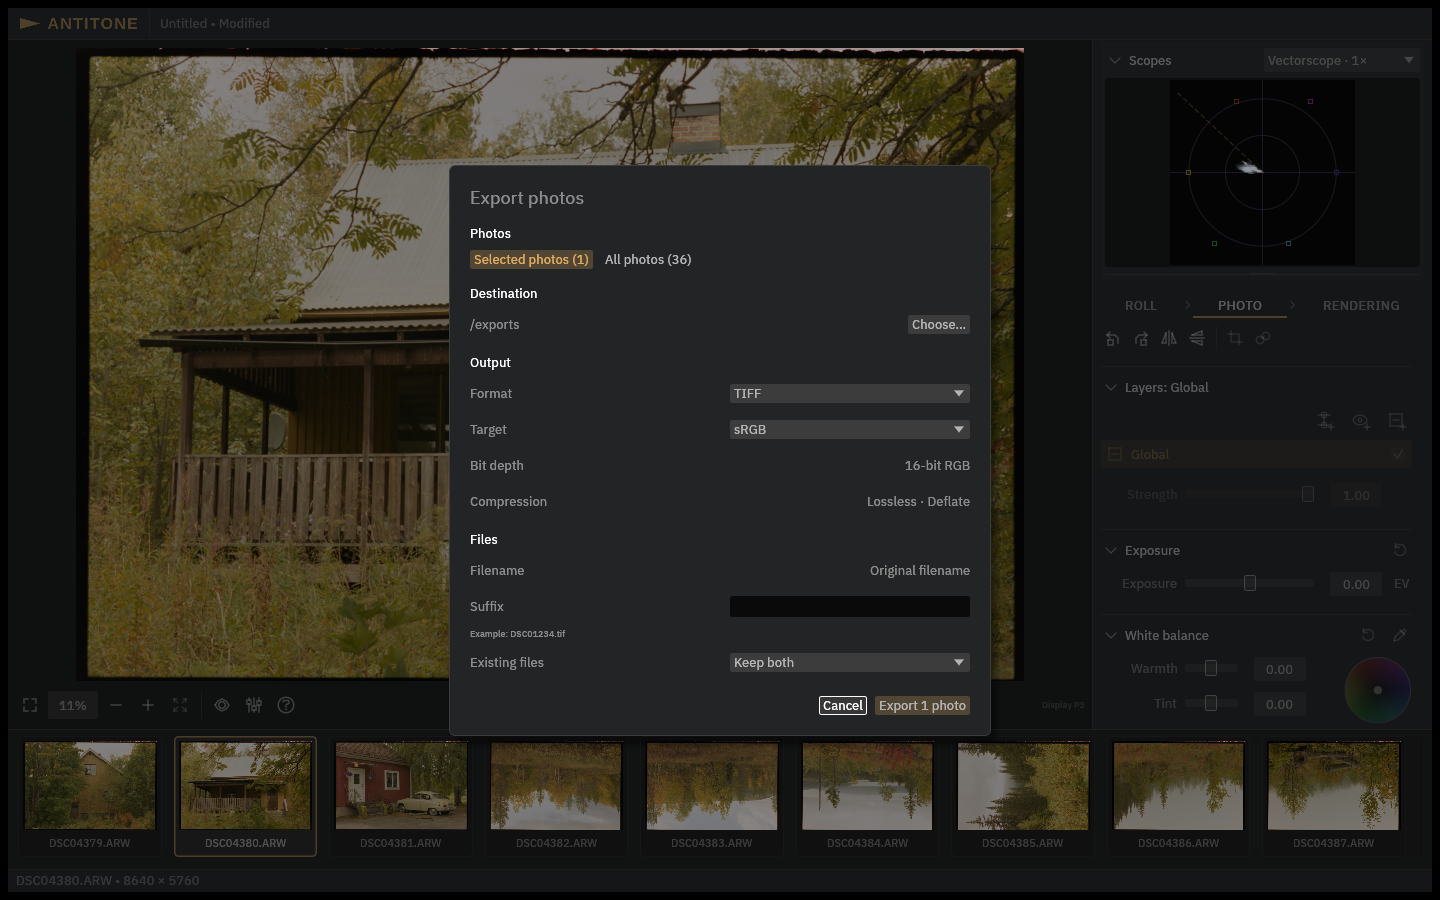 ANTITONE
Untitled • Modified
Scopes
Vectorscope · 1×
ROLL
PHOTO
RENDERING
Layers: Global
Global
Strength
1.00
Exposure
Exposure
0.00
EV
White balance
Warmth
0.00
Tint
0.00
Export photos
Photos
Selected photos (1)
All photos (36)
Destination
/exports
Choose...
Output
Format
TIFF
Target
sRGB
Bit depth
16-bit RGB
Compression
Lossless · Deflate
Files
Filename
Original filename
Suffix
Example: DSC01234.tif
Existing files
Keep both
Cancel
Export 1 photo
11%
Display P3
DSC04379.ARW
DSC04380.ARW
DSC04381.ARW
DSC04382.ARW
DSC04383.ARW
DSC04384.ARW
DSC04385.ARW
DSC04386.ARW
DSC04387.ARW
DSC04380.ARW • 8640 × 5760